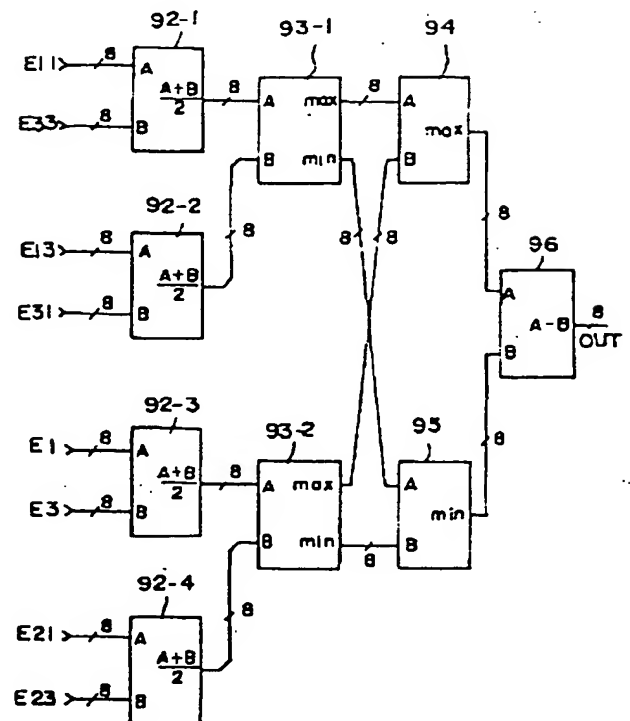 92-1
E11 8 A
A+B
2
8
E33 8 B
93-1
A max 8
B min
8
94
A max
B
8
8
8
92-2
E13 8 A
A+B
2
E31 8 B
8
96
A
A-B 8
OUT
B
92-3
E1 8 A
A+B
2
8
E3 8 B
93-2
A max
B min
8
95
A
min
B
8
92-4
E21 8 A
A+B
2
8
E23 8 B